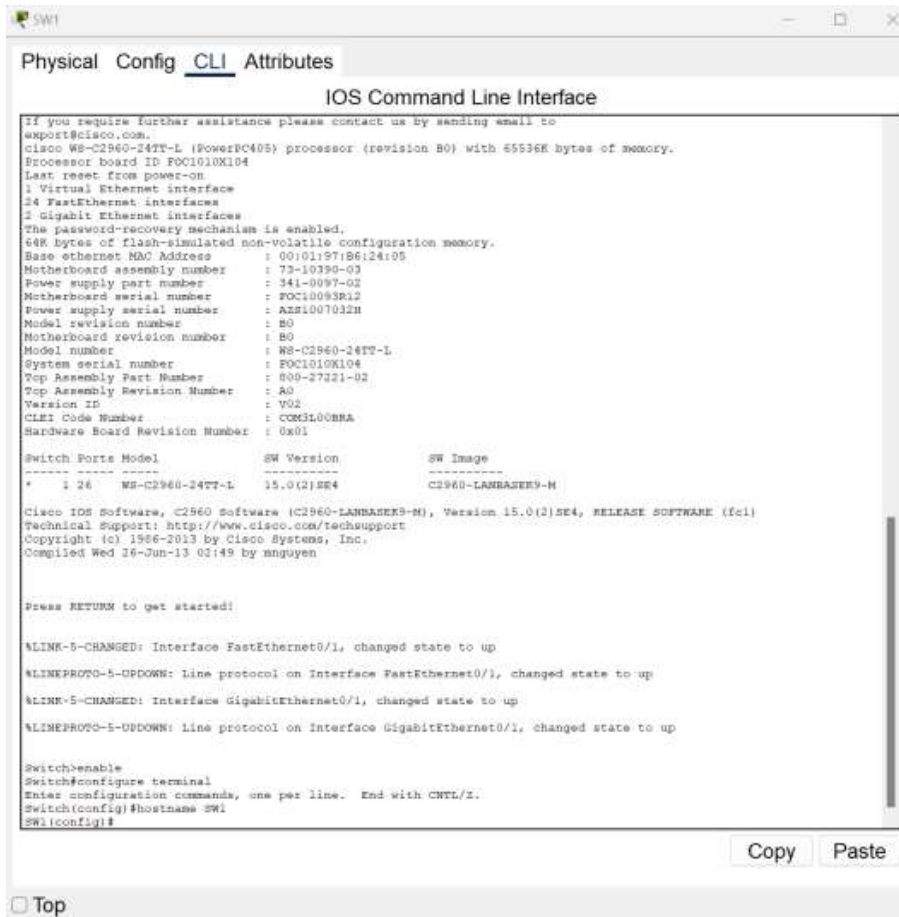 SW1
Physical Config CLI Attributes
IOS Command Line Interface
If you require further assistance please contact us by sending email to
export@cisco.com.
cisco WS-C2960-24TT-L (PowerPC405) processor (revision B0) with 65536K bytes of memory.
Processor board ID FOC1010X104
Last reset from power-on
1 Virtual Ethernet interface
24 FastEthernet interfaces
2 Gigabit Ethernet interfaces
The password-recovery mechanism is enabled.
64K bytes of flash-simulated non-volatile configuration memory.
Base ethernet MAC Address : 00:01:97:B6:24:05
Motherboard assembly number : 73-10390-03
Power supply part number : 341-0097-02
Motherboard serial number : FOC10093R12
Power supply serial number : AZS1007032H
Model revision number : B0
Motherboard revision number : B0
Model number : WS-C2960-24TT-L
System serial number : FOC1010X104
Top Assembly Part Number : 800-27221-02
Top Assembly Revision Number : A0
Version ID : V02
CLEI Code Number : COM3L00BRA
Hardware Board Revision Number : 0x01
Switch Ports Model SW Version SW Image
------ ----- ----- ---------- ----------
* 1 26 WS-C2960-24TT-L 15.0(2)SE4 C2960-LANBASEK9-M
Cisco IOS Software, C2960 Software (C2960-LANBASEK9-M), Version 15.0(2)SE4, RELEASE SOFTWARE (fc1)
Technical Support: http://www.cisco.com/techsupport
Copyright (c) 1986-2013 by Cisco Systems, Inc.
Compiled Wed 26-Jun-13 02:49 by mnguyen
Press RETURN to get started!
%LINK-5-CHANGED: Interface FastEthernet0/1, changed state to up
%LINEPROTO-5-UPDOWN: Line protocol on Interface FastEthernet0/1, changed state to up
%LINK-5-CHANGED: Interface GigabitEthernet0/1, changed state to up
%LINEPROTO-5-UPDOWN: Line protocol on Interface GigabitEthernet0/1, changed state to up
Switch>enable
Switch#configure terminal
Enter configuration commands, one per line. End with CNTL/Z.
Switch(config)#hostname SW1
SW1(config)#
Copy Paste
Top